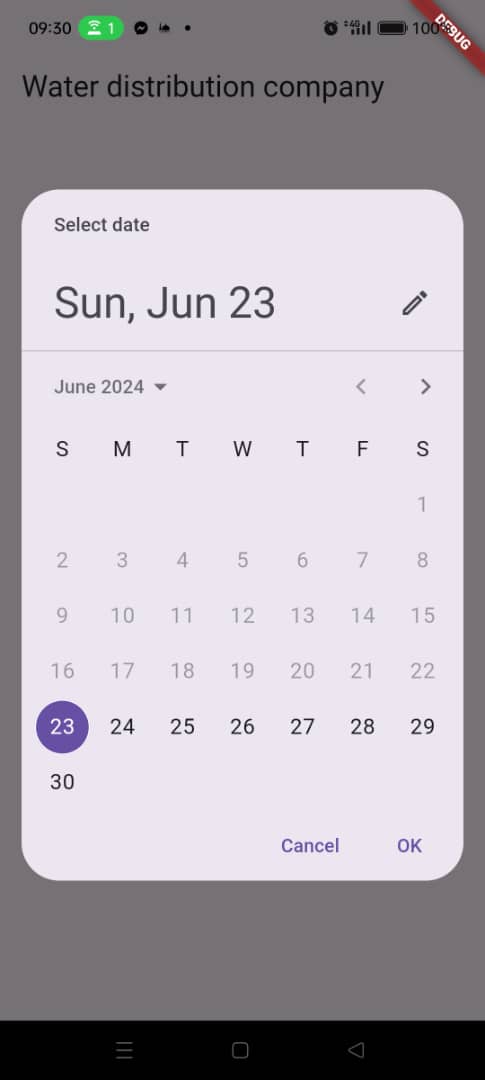 09:30 1 4G 100% DEBUG
Water distribution company
Select date
Sun, Jun 23
June 2024
S M T W T F S
1
2 3 4 5 6 7 8
9 10 11 12 13 14 15
16 17 18 19 20 21 22
23 24 25 26 27 28 29
30
Cancel OK